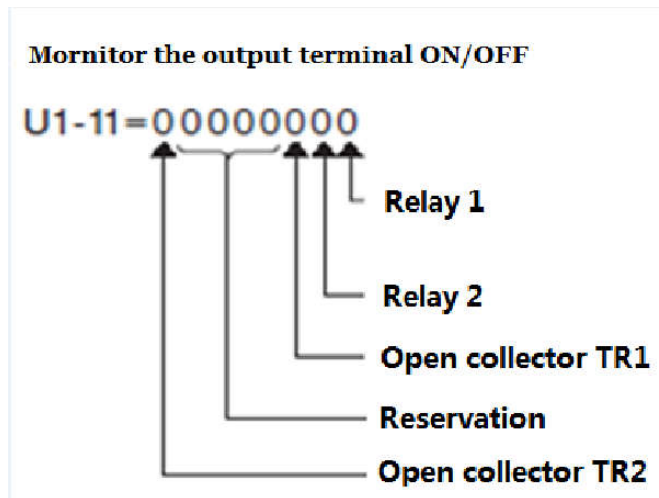 Mornitor the output terminal ON/OFF
U1-11=00000000
Relay 1
Relay 2
Open collector TR1
Reservation
Open collector TR2